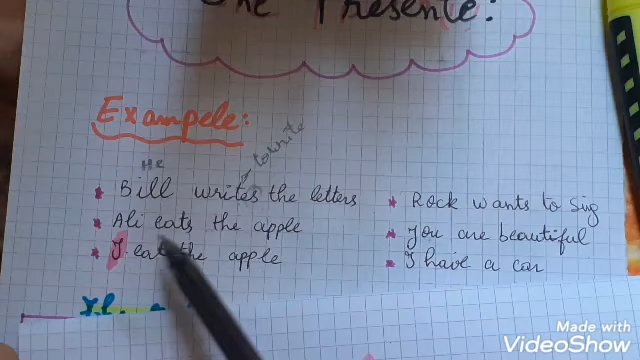 The Presente:
Exampele:
to write
He
Bill writes the letters
Ali eats the apple
I eat the apple
Rock wants to Sig
You are beautiful
I have a car
Made with
VideoShow